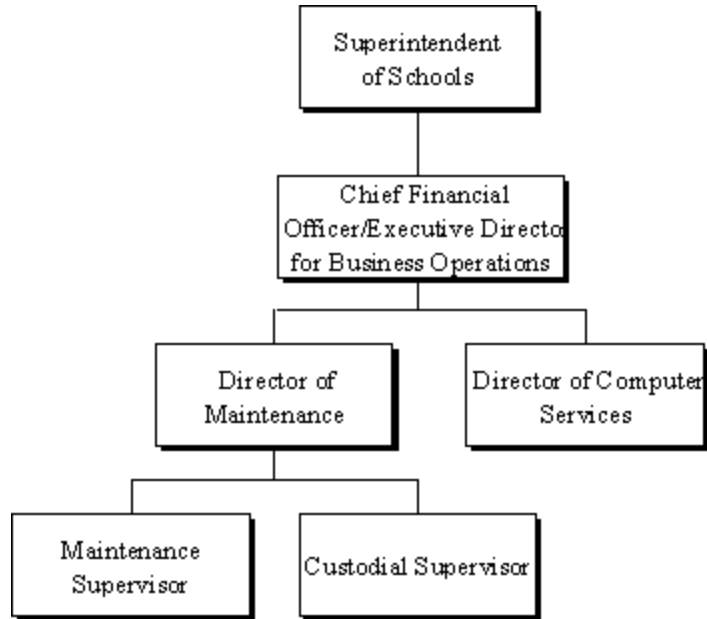 Superintendent
of Schools
Chief Financial
Officer/Executive Directo
for Business Operations
Director of
Maintenance
Director of Computer
Services
Maintenance
Supervisor
Custodial Supervisor